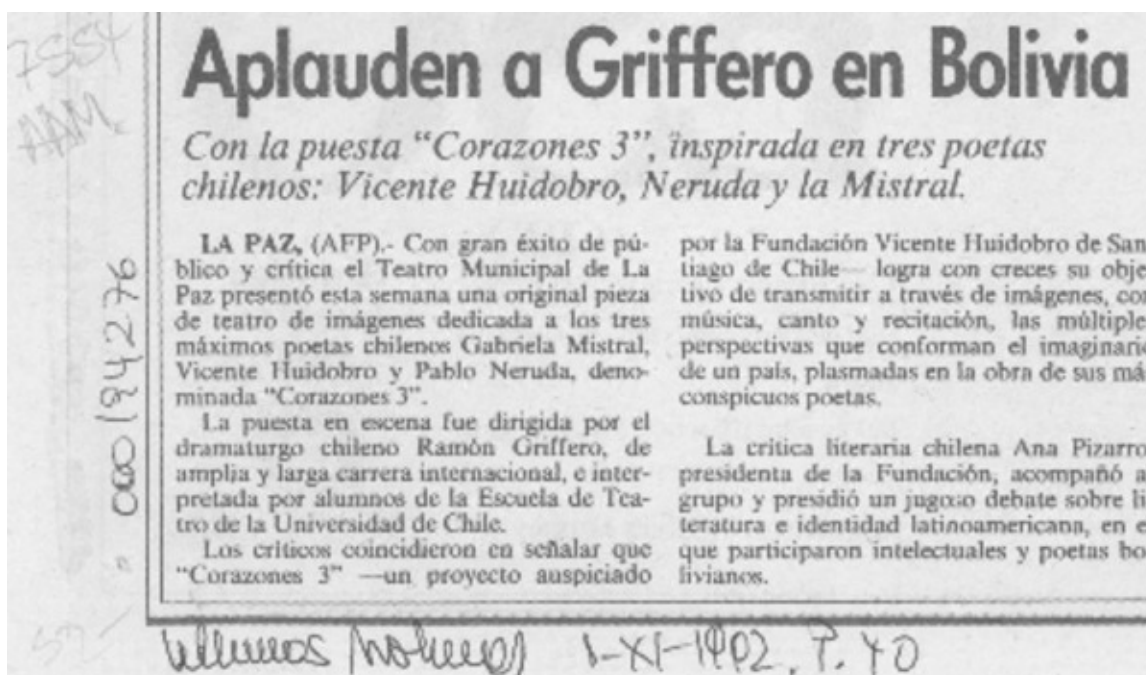 7554
AAM
000194276
Aplauden a Griffero en Bolivia
Con la puesta “Corazones 3”, inspirada en tres poetas
chilenos: Vicente Huidobro, Neruda y la Mistral.
LA PAZ, (AFP).- Con gran éxito de pú-
blico y crítica el Teatro Municipal de La
Paz presentó esta semana una original pieza
de teatro de imágenes dedicada a los tres
máximos poetas chilenos Gabriela Mistral,
Vicente Huidobro y Pablo Neruda, deno-
minada “Corazones 3”.
La puesta en escena fue dirigida por el
dramaturgo chileno Ramón Griffero, de
amplia y larga carrera internacional, e inter-
pretada por alumnos de la Escuela de Tea-
tro de la Universidad de Chile.
Los críticos coincidieron en señalar que
“Corazones 3” —un proyecto auspiciado
por la Fundación Vicente Huidobro de San
tiago de Chile— logra con creces su obje
tivo de transmitir a través de imágenes, con
música, canto y recitación, las múltiple
perspectivas que conforman el imaginario
de un país, plasmadas en la obra de sus má
conspicuos poetas.
La crítica literaria chilena Ana Pizarro
presidenta de la Fundación, acompañó a
grupo y presidió un jugoso debate sobre li
teratura e identidad latinoamericana, en e
que participaron intelectuales y poetas bo
livianos.
1-XI-1992, P. 40